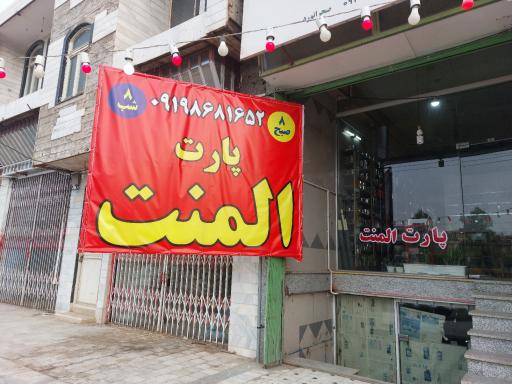 ۰۹۱۹۸۶۸۱۶۵۲
۸ صبح
۸ شب
پارت
المنت
پارت المنت